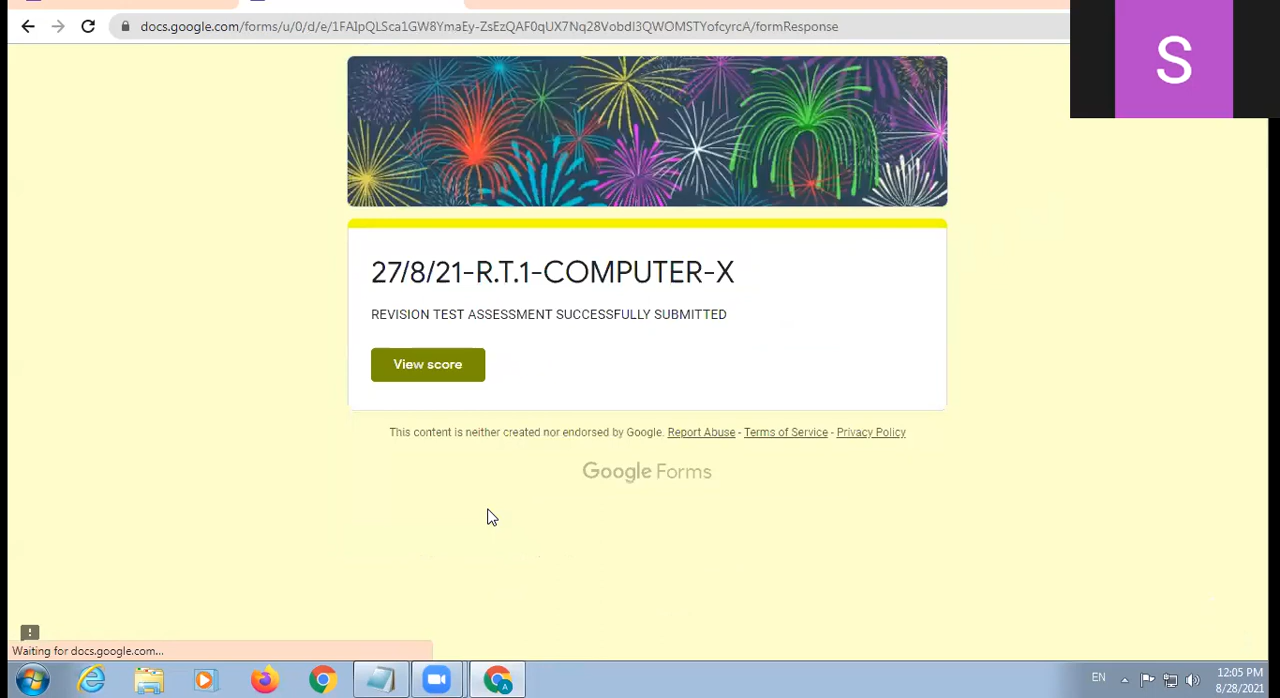 docs.google.com/forms/u/0/d/e/1FAIpQLSca1GW8YmaEy-ZsEzQAF0qUX7Nq28Vobdl3QWOMSTYofcyrcA/formResponse
S
27/8/21-R.T.1-COMPUTER-X
REVISION TEST ASSESSMENT SUCCESSFULLY SUBMITTED
View score
This content is neither created nor endorsed by Google. Report Abuse - Terms of Service - Privacy Policy
Google Forms
Waiting for docs.google.com...
A
EN
12:05 PM
8/28/2021